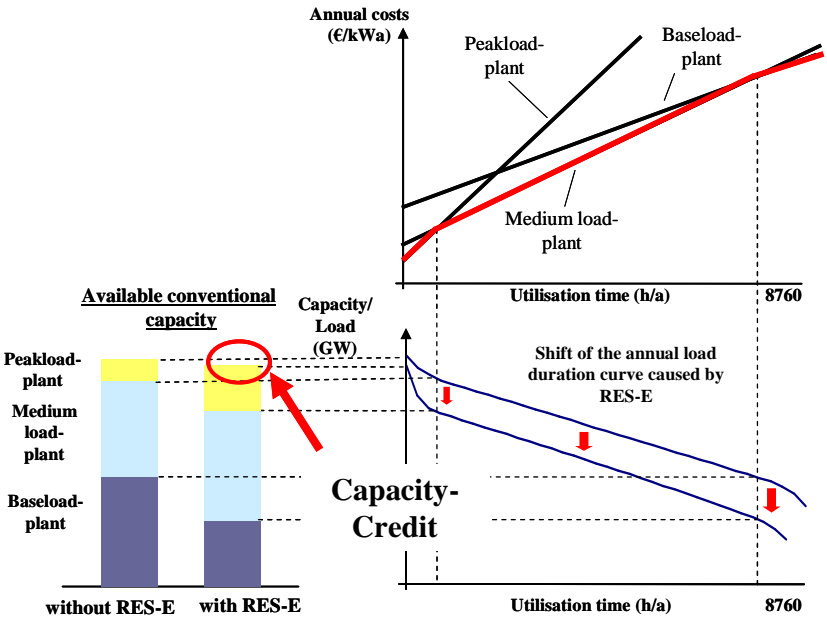 Annual costs
(€/kWa)
Peakload-
plant
Baseload-
plant
Medium load-
plant
Utilisation time (h/a)
8760
Available conventional
capacity
Capacity/
Load
(GW)
Peakload-
plant
Medium
load-
plant
Baseload-
plant
Shift of the annual load
duration curve caused by
RES-E
Capacity-
Credit
without RES-E
with RES-E
Utilisation time (h/a)
8760